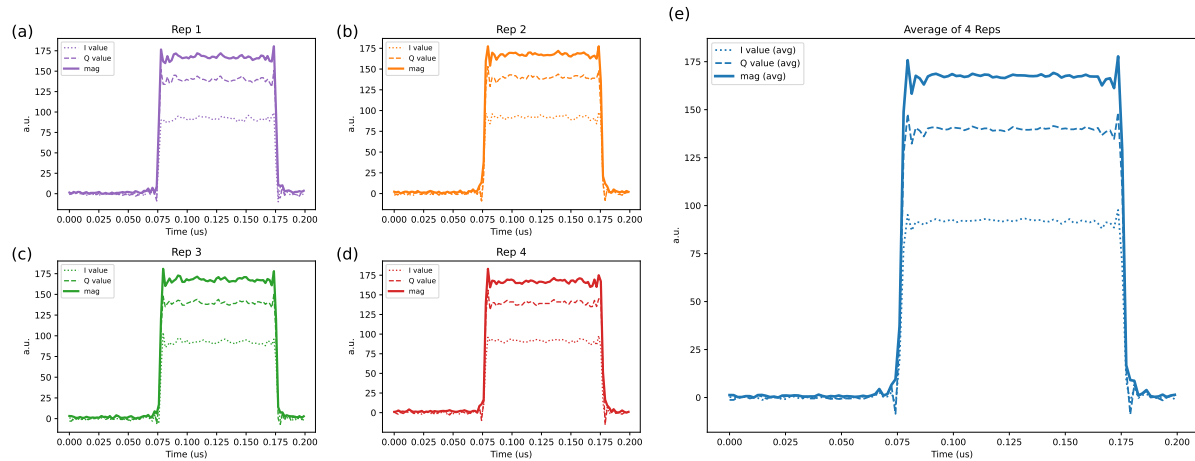 (a)
Rep 1
I value
Q value
mag
a.u.
175
150
125
100
75
50
25
0
0.000 0.025 0.050 0.075 0.100 0.125 0.150 0.175 0.200
Time (us)
(b)
Rep 2
I value
Q value
mag
a.u.
175
150
125
100
75
50
25
0
0.000 0.025 0.050 0.075 0.100 0.125 0.150 0.175 0.200
Time (us)
(c)
Rep 3
I value
Q value
mag
a.u.
175
150
125
100
75
50
25
0
0.000 0.025 0.050 0.075 0.100 0.125 0.150 0.175 0.200
Time (us)
(d)
Rep 4
I value
Q value
mag
a.u.
175
150
125
100
75
50
25
0
0.000 0.025 0.050 0.075 0.100 0.125 0.150 0.175 0.200
Time (us)
(e)
Average of 4 Reps
I value (avg)
Q value (avg)
mag (avg)
a.u.
175
150
125
100
75
50
25
0
0.000 0.025 0.050 0.075 0.100 0.125 0.150 0.175 0.200
Time (us)